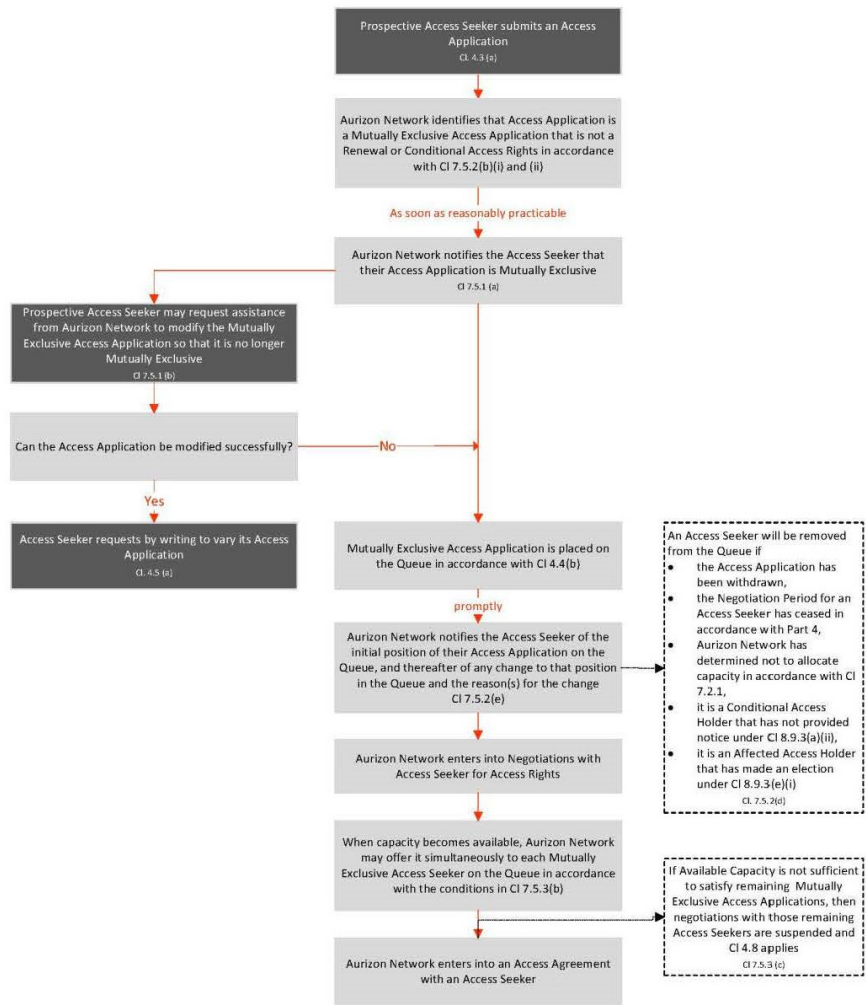 Prospective Access Seeker submits an Access
Application
Cl. 4.3 (a)
Aurizon Network identifies that Access Application is
a Mutually Exclusive Access Application that is not a
Renewal or Conditional Access Rights in accordance
with Cl 7.5.2(b)(i) and (ii)
As soon as reasonably practicable
Aurizon Network notifies the Access Seeker that
their Access Application is Mutually Exclusive
Cl 7.5.1 (a)
Prospective Access Seeker may request assistance
from Aurizon Network to modify the Mutually
Exclusive Access Application so that it is no longer
Mutually Exclusive
Cl 7.5.1 (b)
Can the Access Application be modified successfully?
No
Yes
Access Seeker requests by writing to vary its Access
Application
Cl. 4.5 (a)
Mutually Exclusive Access Application is placed on
the Queue in accordance with Cl 4.4(b)
promptly
Aurizon Network notifies the Access Seeker of the
initial position of their Access Application on the
Queue, and thereafter of any change to that position
in the Queue and the reason(s) for the change
Cl 7.5.2(e)
An Access Seeker will be removed
from the Queue if
• the Access Application has
been withdrawn,
• the Negotiation Period for an
Access Seeker has ceased in
accordance with Part 4,
• Aurizon Network has
determined not to allocate
capacity in accordance with Cl
7.2.1,
• it is a Conditional Access
Holder that has not provided
notice under Cl 8.9.3(a)(ii),
• it is an Affected Access Holder
that has made an election
under Cl 8.9.3(e)(i)
Cl. 7.5.2(d)
Aurizon Network enters into Negotiations with
Access Seeker for Access Rights
When capacity becomes available, Aurizon Network
may offer it simultaneously to each Mutually
Exclusive Access Seeker on the Queue in accordance
with the conditions in Cl 7.5.3(b)
If Available Capacity is not sufficient
to satisfy remaining Mutually
Exclusive Access Applications, then
negotiations with those remaining
Access Seekers are suspended and
Cl 4.8 applies
Cl 7.5.3 (c)
Aurizon Network enters into an Access Agreement
with an Access Seeker